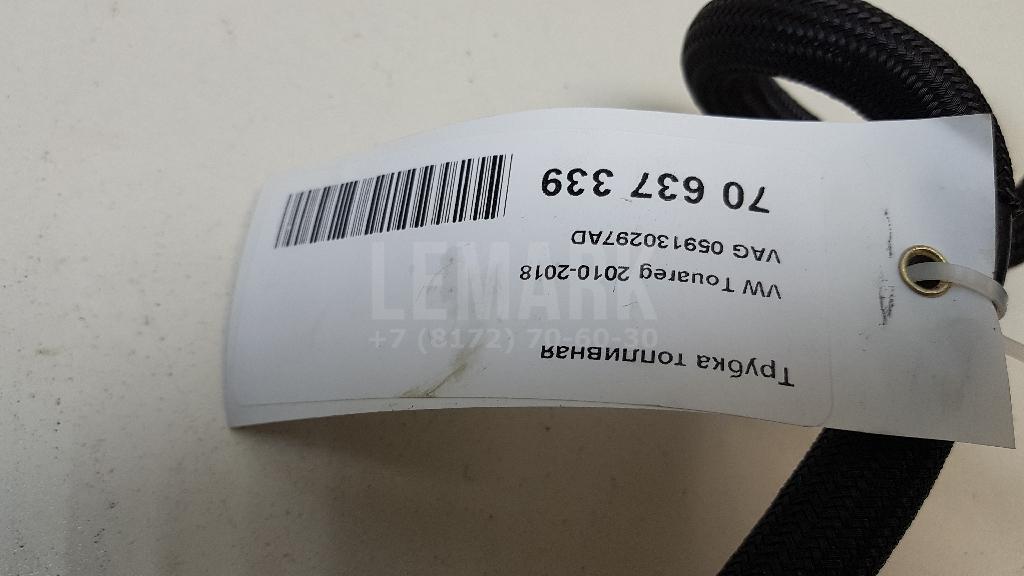 Трубка топливная
VW Touareg 2010-2018
VAG 059130297AD
70 637 339
LEMARK
+7 (8172) 70-60-30